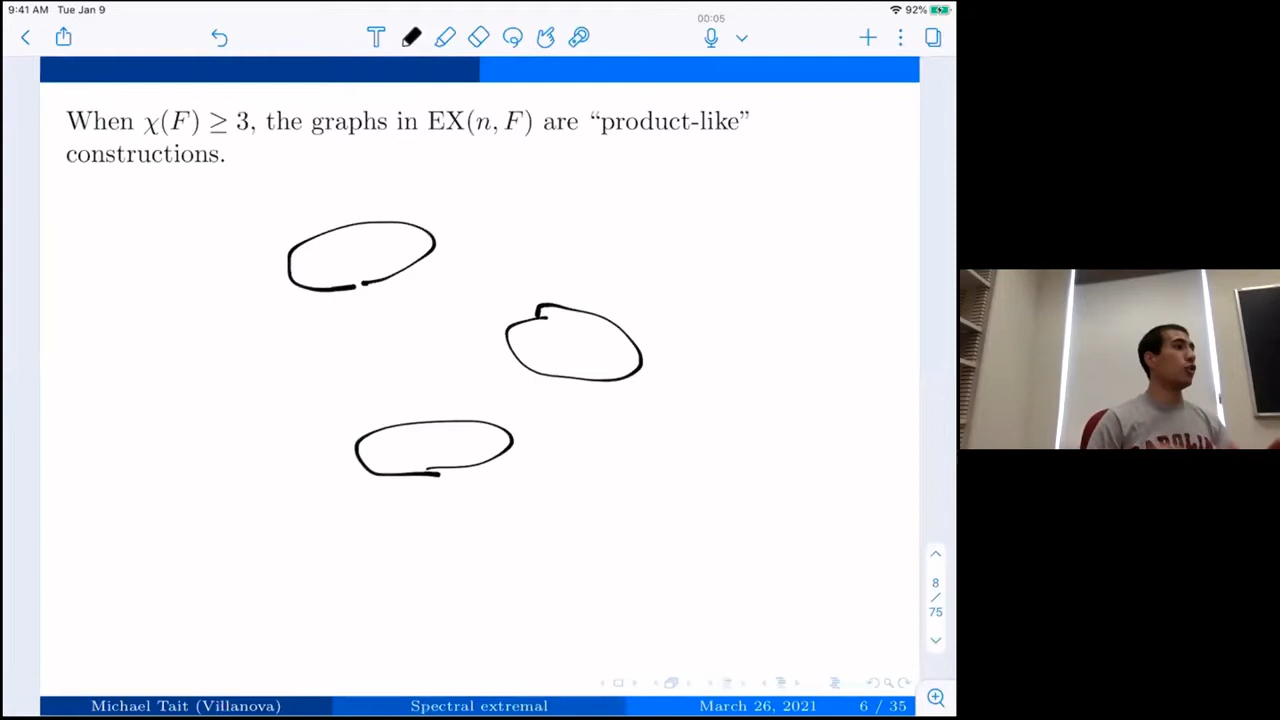 9:41 AM Tue Jan 9
92%
00:05
T
When χ(F) ≥ 3, the graphs in EX(n, F) are “product-like”
constructions.
8
/
75
Michael Tait (Villanova) Spectral extremal March 26, 2021 6 / 35